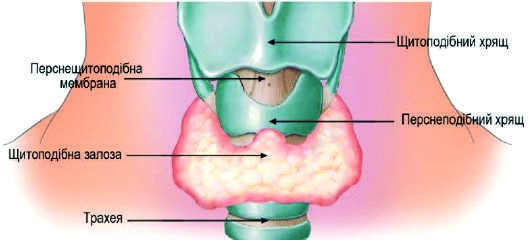 Щитоподібний хрящ
Перснещитоподібна
мембрана
Перснеподібний хрящ
Щитоподібна залоза
Трахея